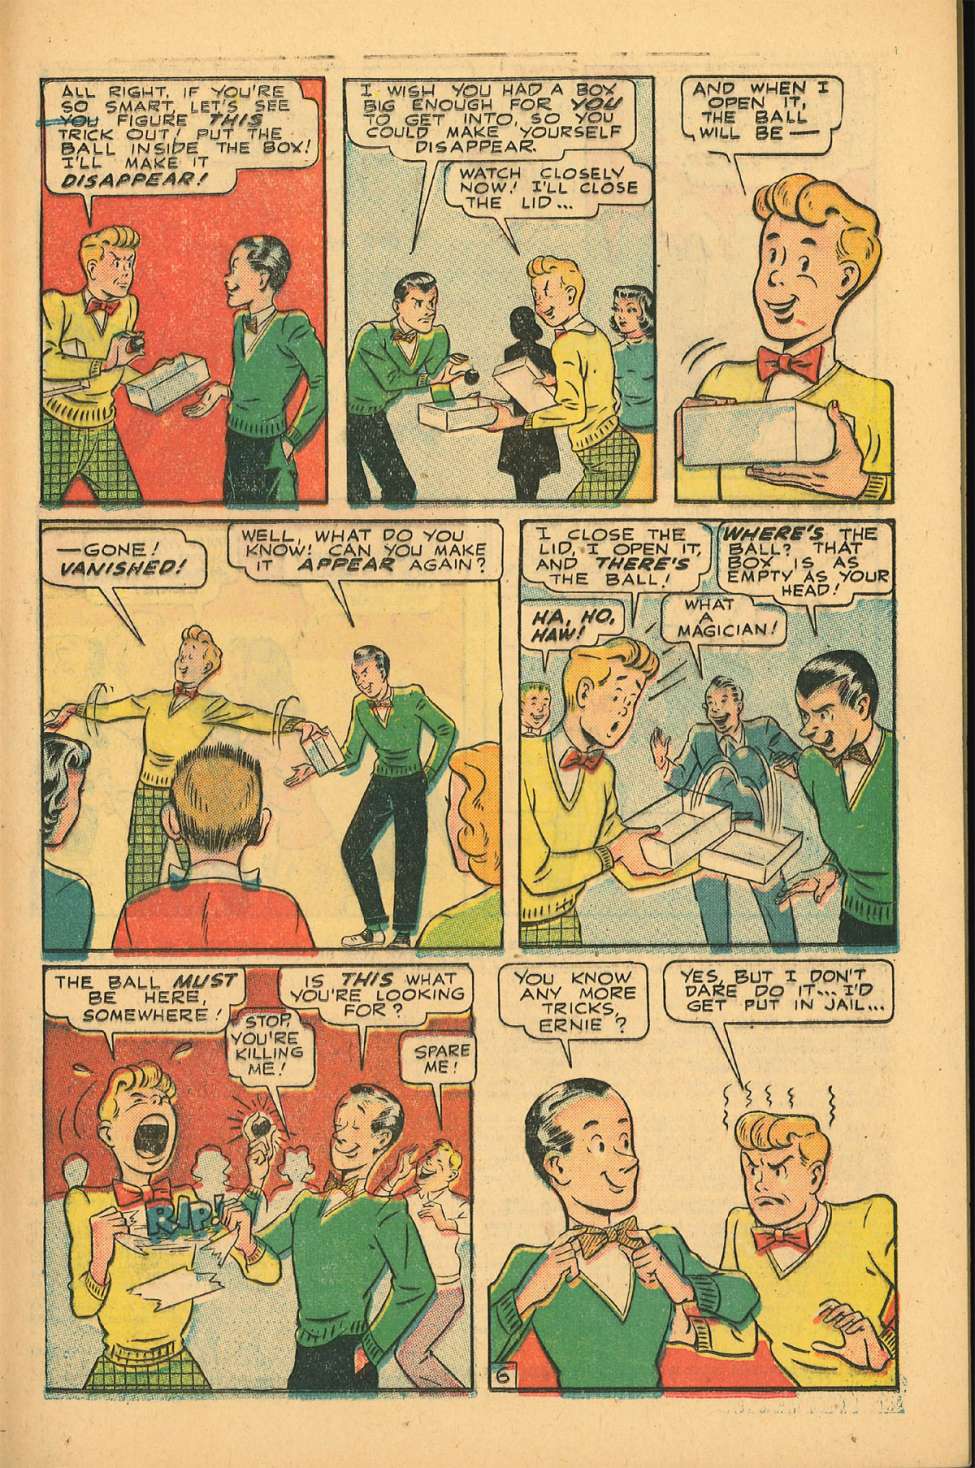 ALL RIGHT, IF YOU'RE
SO SMART, LET'S SEE
YOU FIGURE THIS
TRICK OUT! PUT THE
BALL INSIDE THE BOX!
I'LL MAKE IT
DISAPPEAR!
I WISH YOU HAD A BOX
BIG ENOUGH FOR YOU
TO GET INTO, SO YOU
COULD MAKE YOURSELF
DISAPPEAR.
WATCH CLOSELY
NOW! I'LL CLOSE
THE LID...
AND WHEN I
OPEN IT,
THE BALL
WILL BE —
—GONE!
VANISHED!
WELL, WHAT DO YOU
KNOW! CAN YOU MAKE
IT APPEAR AGAIN?
I CLOSE THE
LID, I OPEN IT,
AND THERE'S
THE BALL!
WHERE'S THE
BALL? THAT
BOX IS AS
EMPTY AS YOUR
HEAD!
HA, HO,
HAW!
WHAT
A
MAGICIAN!
THE BALL MUST
BE HERE,
SOMEWHERE!
IS THIS WHAT
YOU'RE LOOKING
FOR?
STOP,
YOU'RE
KILLING
ME!
SPARE
ME!
RIP!
YOU KNOW
ANY MORE
TRICKS,
ERNIE?
YES, BUT I DON'T
DARE DO IT... I'D
GET PUT IN JAIL...
6